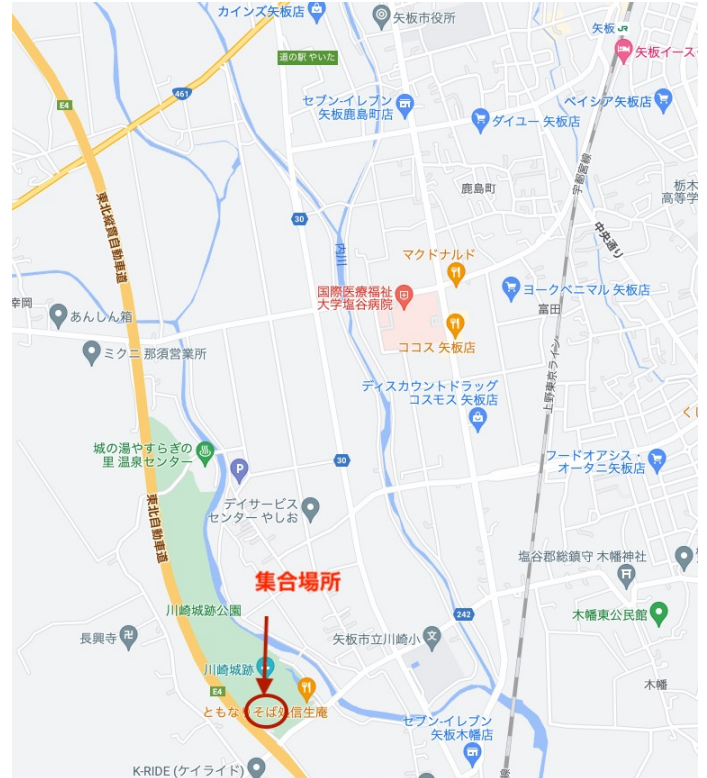 カインズ矢板店
矢板市役所
道の駅 やいた
矢板 JR
矢板イースタ
461
E4
セブン-イレブン
矢板鹿島町店
ダイユー 矢板店
ベイシア矢板店
宇都宮線
鹿島町
栃木
高等学
東北縦貫自動車道
30
内川
中央通り
マクドナルド
国際医療福祉
大学塩谷病院
ヨークベニマル 矢板店
富田
幸岡
あんしん箱
ミクニ 那須営業所
ココス 矢板店
上野東京ライン
ディスカウントドラッグ
コスモス 矢板店
くし
城の湯やすらぎの
里 温泉センター
P
30
フードオアシス・
オータニ矢板店
デイサービス
センター やしお
東北自動車道
塩谷郡総鎮守 木幡神社
集合場所
川崎城跡公園
242
木幡東公民館
長興寺
矢板市立川崎小
文
川崎城跡
木幡
E4
ともなりそば処信生庵
セブン-イレブン
矢板木幡店
線
K-RIDE (ケイライド)